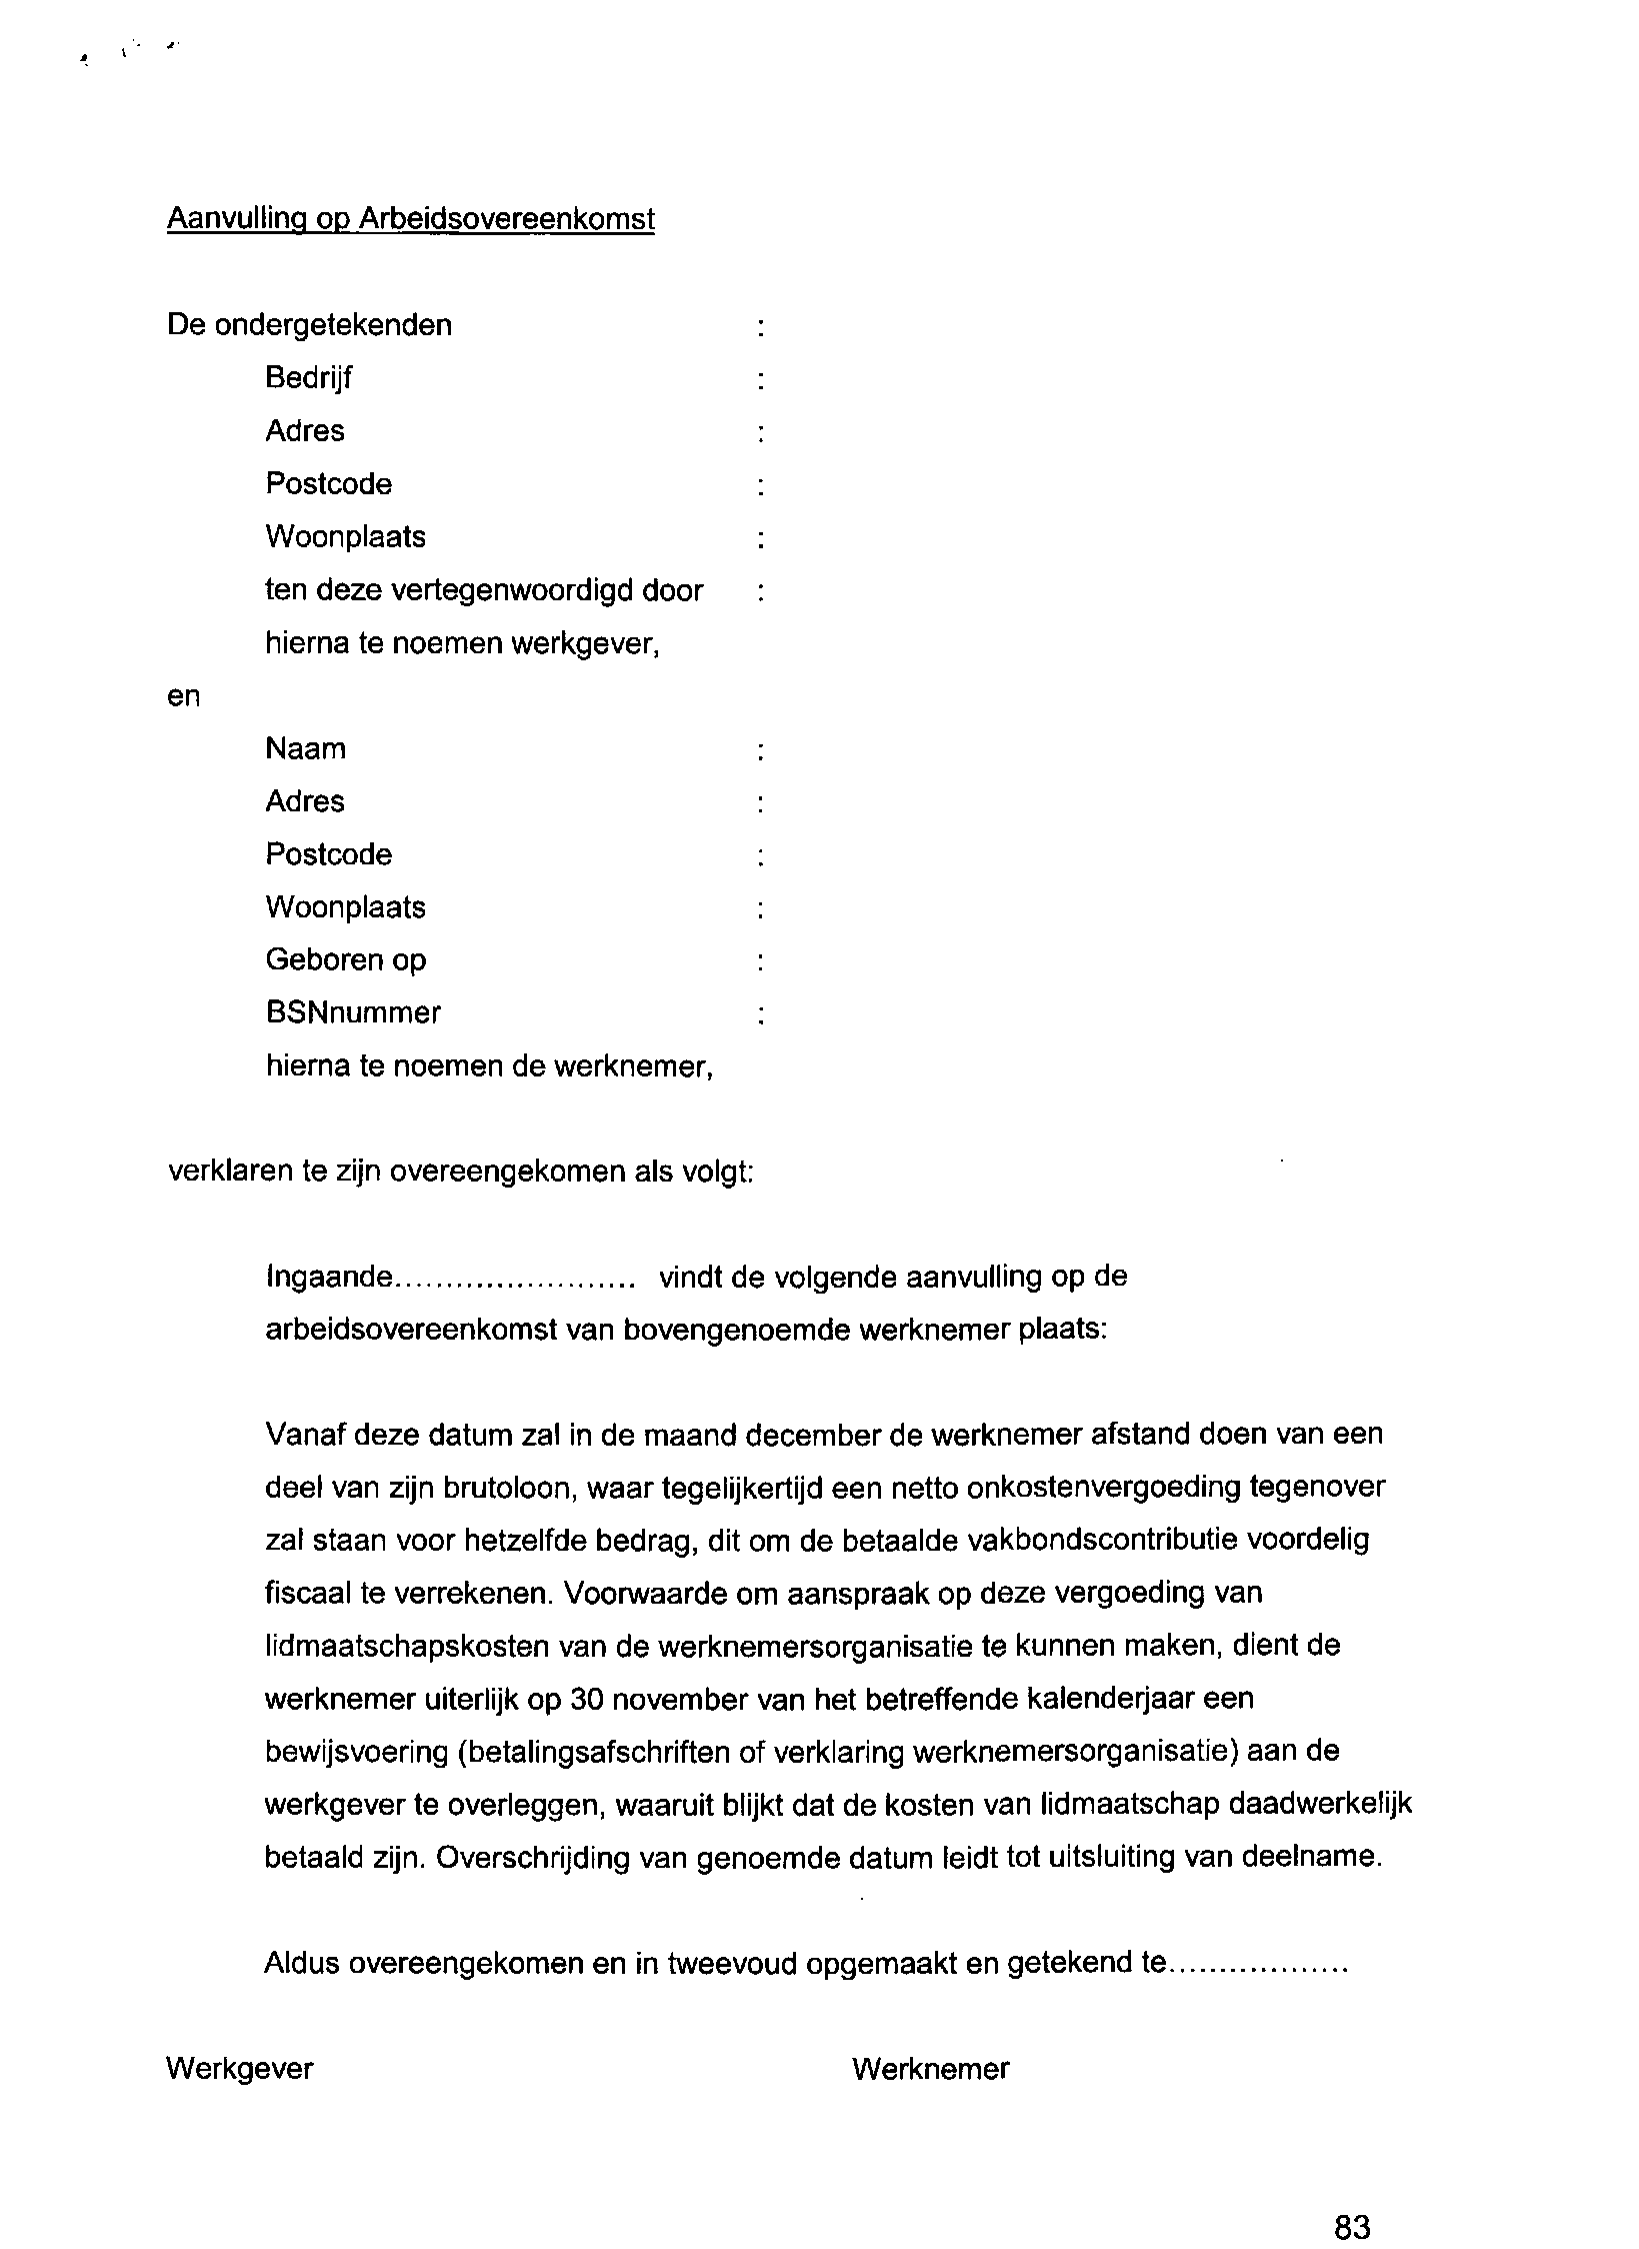 Aanvulling op Arbeidsovereenkomst
De ondergetekenden :
Bedrijf :
Adres :
Postcode :
Woonplaats :
ten deze vertegenwoordigd door :
hierna te noemen werkgever,
en
Naam :
Adres :
Postcode :
Woonplaats :
Geboren op :
BSNnummer :
hierna te noemen de werknemer,
verklaren te zijn overeengekomen als volgt:
Ingaande........................ vindt de volgende aanvulling op de
arbeidsovereenkomst van bovengenoemde werknemer plaats:
Vanaf deze datum zal in de maand december de werknemer afstand doen van een
deel van zijn brutoloon, waar tegelijkertijd een netto onkostenvergoeding tegenover
zal staan voor hetzelfde bedrag, dit om de betaalde vakbondscontributie voordelig
fiscaal te verrekenen. Voorwaarde om aanspraak op deze vergoeding van
lidmaatschapskosten van de werknemersorganisatie te kunnen maken, dient de
werknemer uiterlijk op 30 november van het betreffende kalenderjaar een
bewijsvoering (betalingsafschriften of verklaring werknemersorganisatie) aan de
werkgever te overleggen, waaruit blijkt dat de kosten van lidmaatschap daadwerkelijk
betaald zijn. Overschrijding van genoemde datum leidt tot uitsluiting van deelname.
Aldus overeengekomen en in tweevoud opgemaakt en getekend te..................
Werkgever Werknemer
83